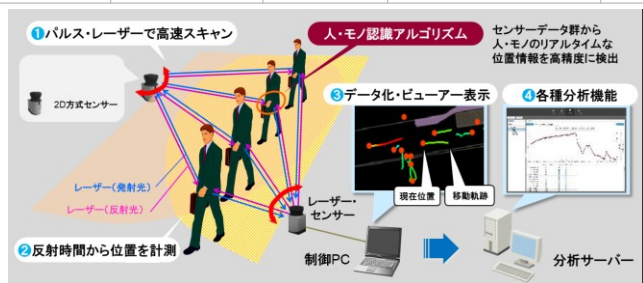 ❶パルス・レーザーで高速スキャン
人・モノ認識アルゴリズム
センサーデータ群から
人・モノのリアルタイムな
位置情報を高精度に検出
2D方式センサー
❸データ化・ビューアー表示
❹各種分析機能
現在位置
移動軌跡
レーザー(発射光)
レーザー(反射光)
レーザー・
センサー
❷反射時間から位置を計測
制御PC
分析サーバー